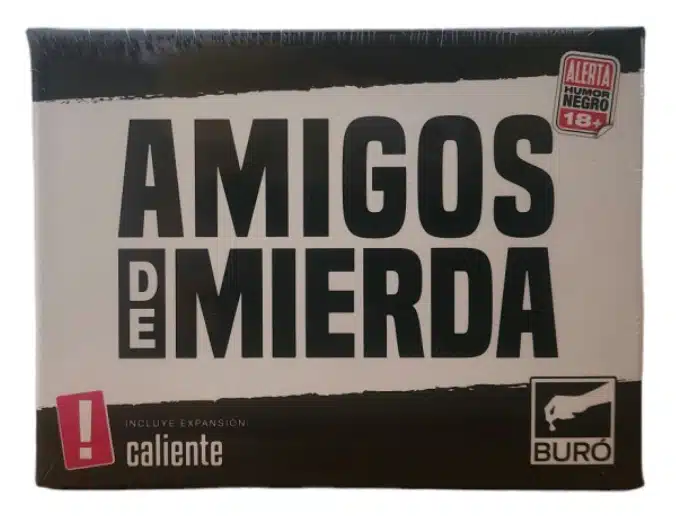 ALERTA
HUMOR
NEGRO
18+
AMIGOS
DE MIERDA
!
INCLUYE EXPANSIÓN:
caliente
BURÓ